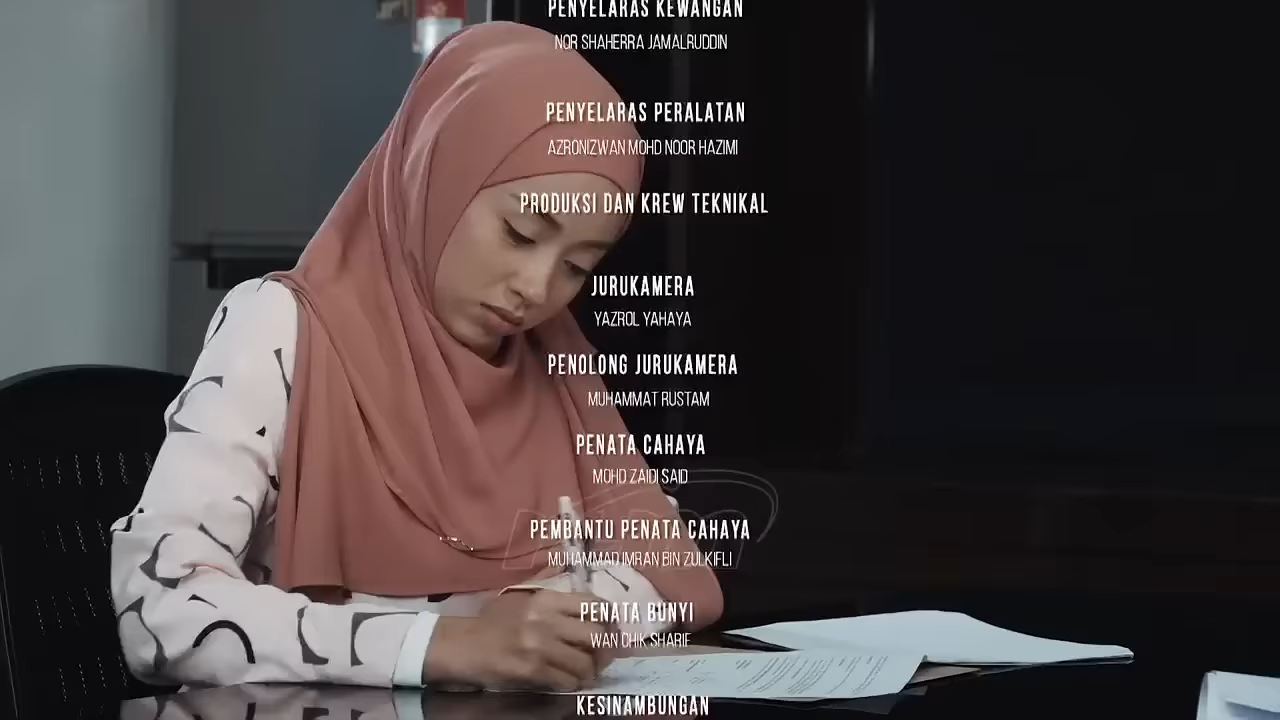 PENYELARAS KEWANGAN
NOR SHAHERRA JAMALRUDDIN
PENYELARAS PERALATAN
AZRONIZWAN MOHD NOOR HAZIMI
PRODUKSI DAN KREW TEKNIKAL
JURUKAMERA
YAZROL YAHAYA
PENOLONG JURUKAMERA
MUHAMMAT RUSTAM
PENATA CAHAYA
MOHD ZAIDI SAID
PEMBANTU PENATA CAHAYA
MUHAMMAD IMRAN BIN ZULKIFLI
PENATA BUNYI
WAN CHIK SHARIF
KESINAMBUNGAN